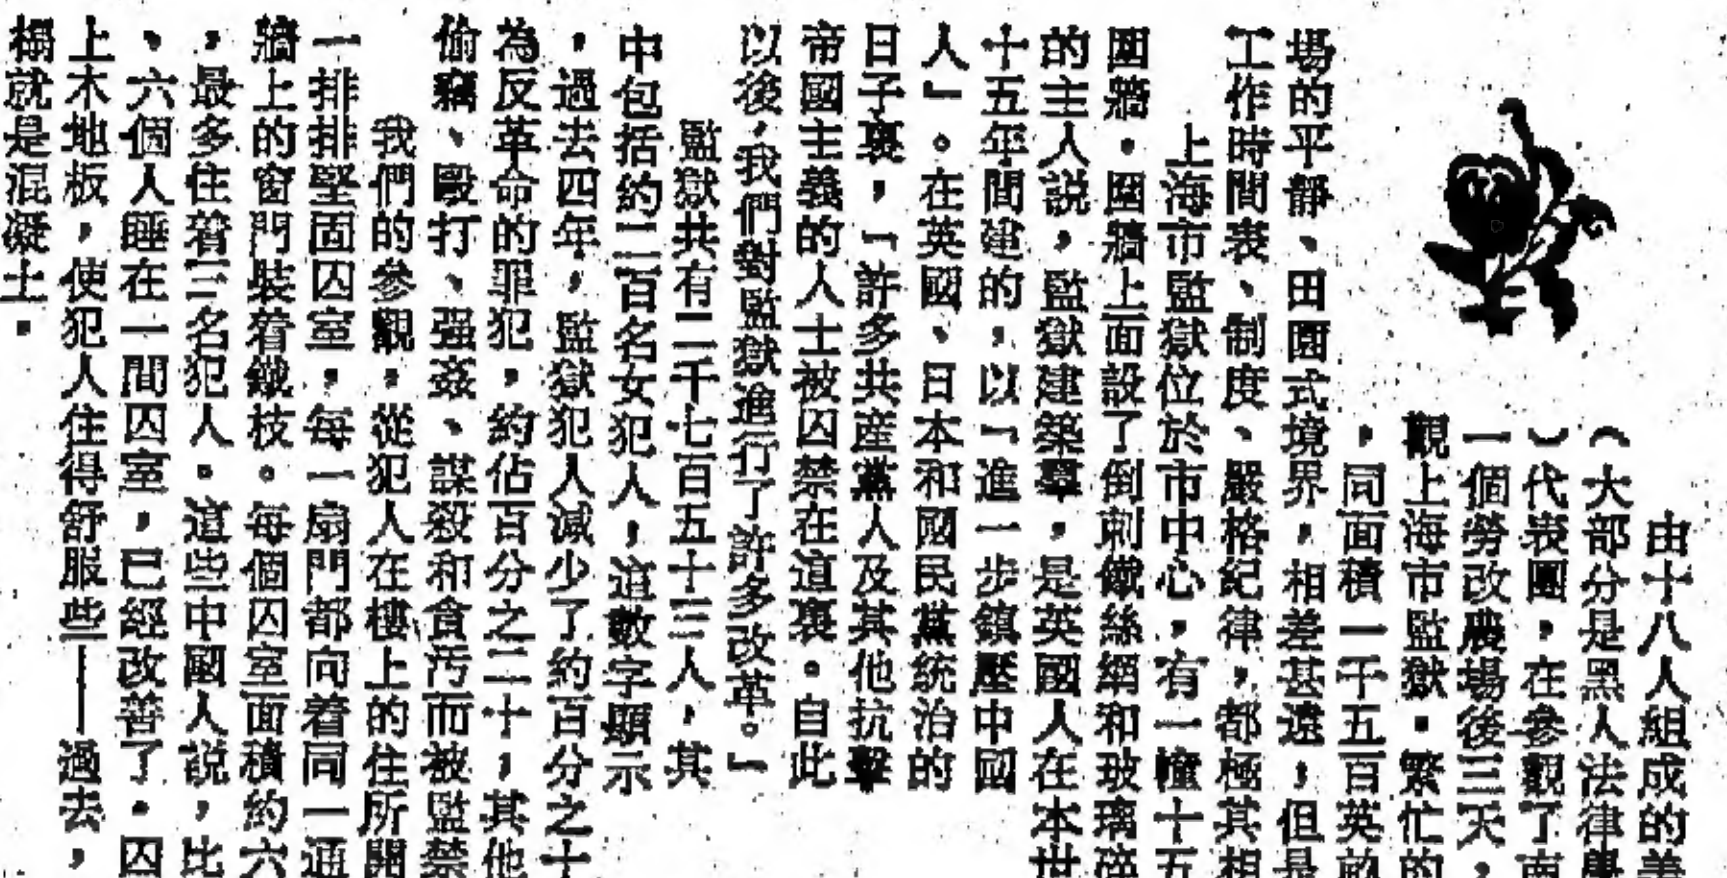 由十八人組成的美
（大部分是黑人法律學
）代表團，在參觀了南
一個勞改農場後三天，
觀上海市監獄。繁忙的
，同面積一千五百英畝
場的平靜、田園式境界，相差甚遠，但是
工作時間表、制度、嚴格紀律，都極其相
上海市監獄位於市中心，有一幢十五
圍牆。圍牆上面設了倒刺鐵絲網和玻璃碎
的主人說，監獄建築羣，是英國人在本世
十五年間建的，以「進一步鎮壓中國
人」。在英國、日本和國民黨統治的
日子裏，「許多共產黨人及其他抗擊
帝國主義的人士被囚禁在這裏。自此
以後，我們對監獄進行了許多改革。」
監獄共有二千七百五十三人，其
中包括約二百名女犯人，這數字顯示
，過去四年，監獄犯人減少了約百分之十
為反革命的罪犯，約佔百分之二十，其他
偷竊、毆打、强姦、謀殺和貪污而被監禁
我們的參觀，從犯人在樓上的住所開
一排排堅固囚室，每一扇門都向着同一通
牆上的窗門裝着鐵枝。每個囚室面積約六
，最多住着三名犯人。這些中國人說，比
、六個人睡在一間囚室，已經改善了。囚
上木地板，使犯人住得舒服些——過去，
欄就是混凝土。